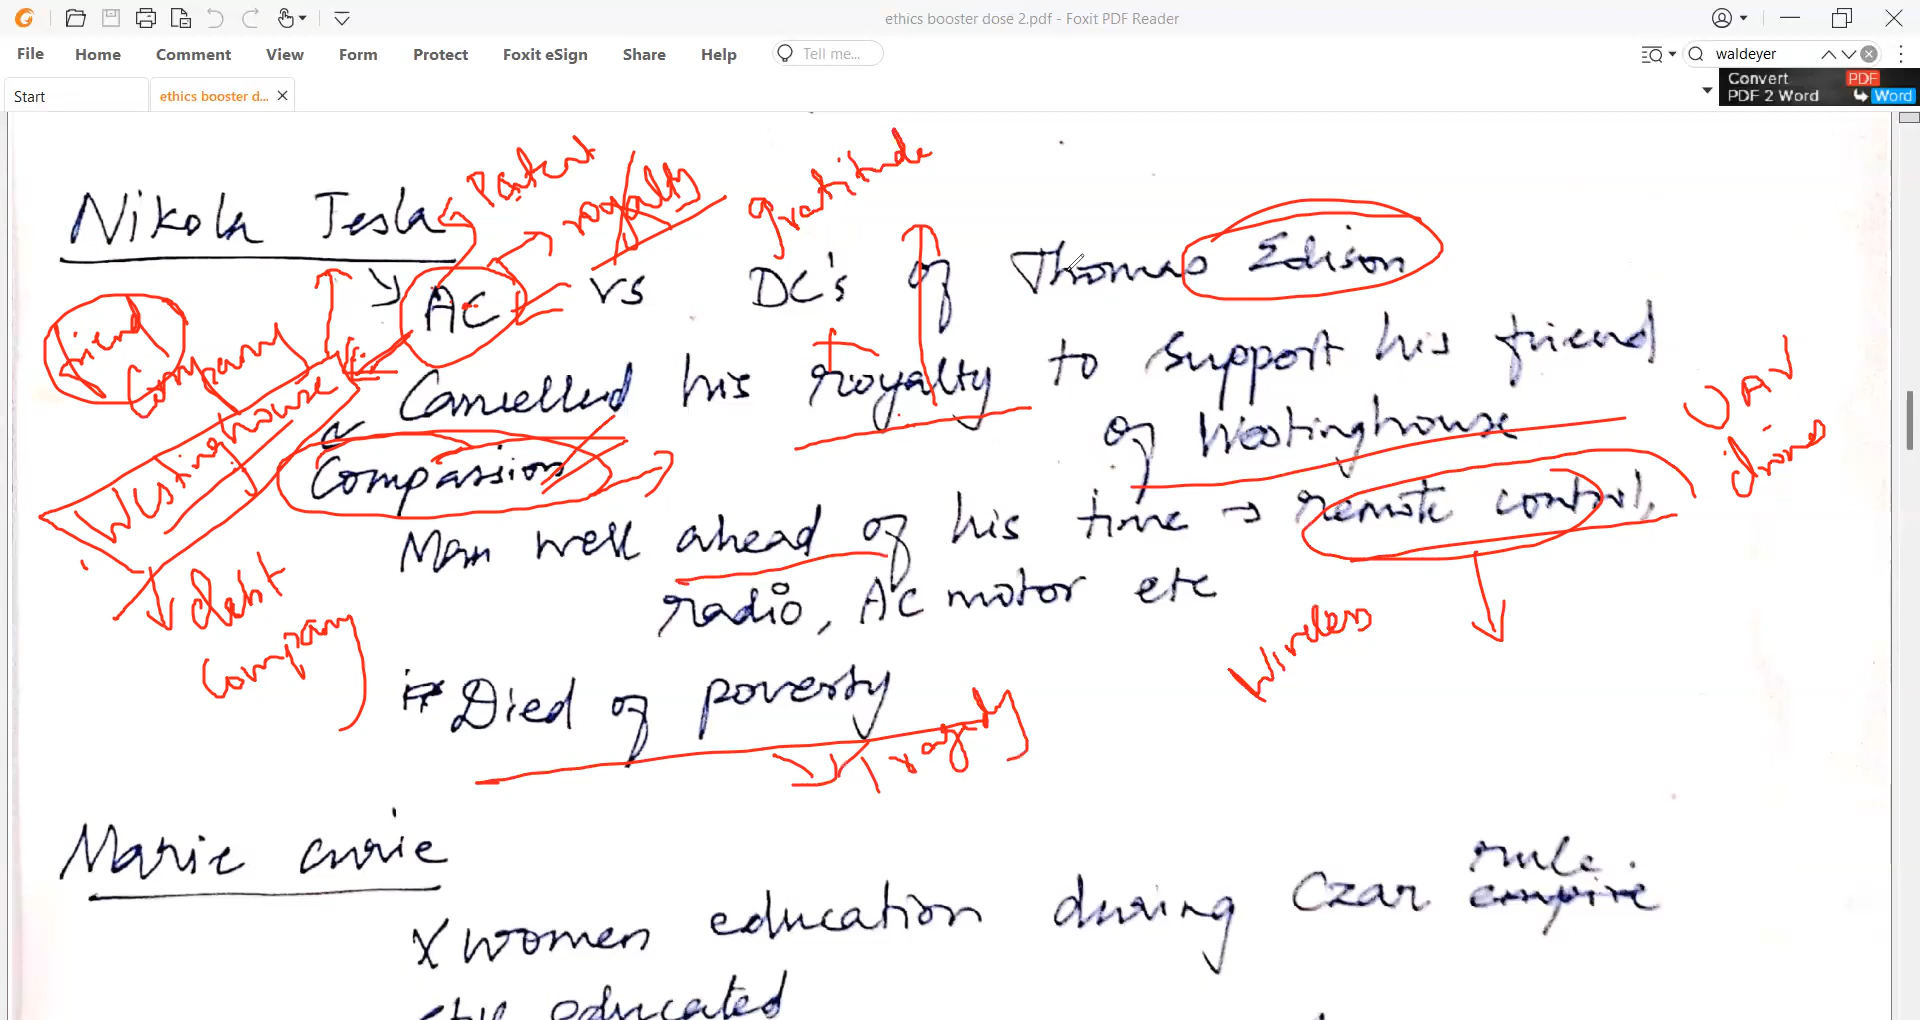 ethics booster dose 2.pdf - Foxit PDF Reader
File Home Comment View Form Protect Foxit eSign Share Help Tell me... waldeyer
Convert PDF
PDF 2 Word Word
Start ethics booster d...
Patent
royalty
gratitude
Nikola Tesla
AC vs DC's of Thomas Edison
friend
Company
Westinghouse
Cancelled his royalty to support his friend
of Westinghouse
UAV
drones
Compassion
Man well ahead of his time → remote control,
radio, AC motor etc
debt
Company
Wireless
Died of poverty
Tragedy
Marie curie
x women education during Czar rule
empire
educated